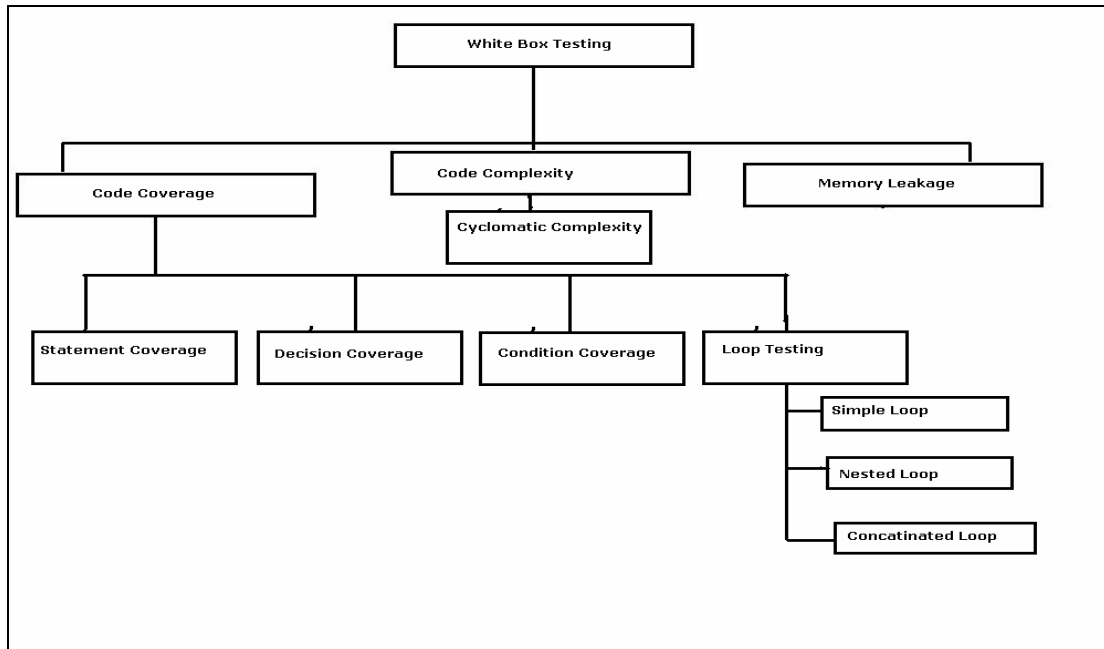 White Box Testing
Code Coverage
Code Complexity
Memory Leakage
Cyclomatic Complexity
Statement Coverage
Decision Coverage
Condition Coverage
Loop Testing
Simple Loop
Nested Loop
Concatinated Loop